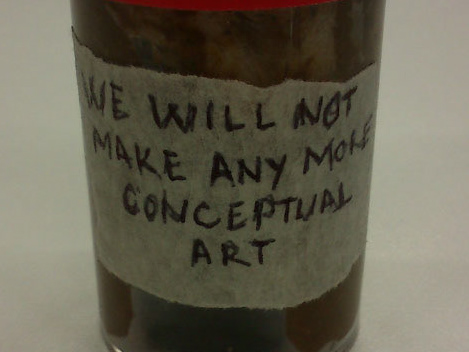 WE WILL NOT
MAKE ANY MORE
CONCEPTUAL
ART